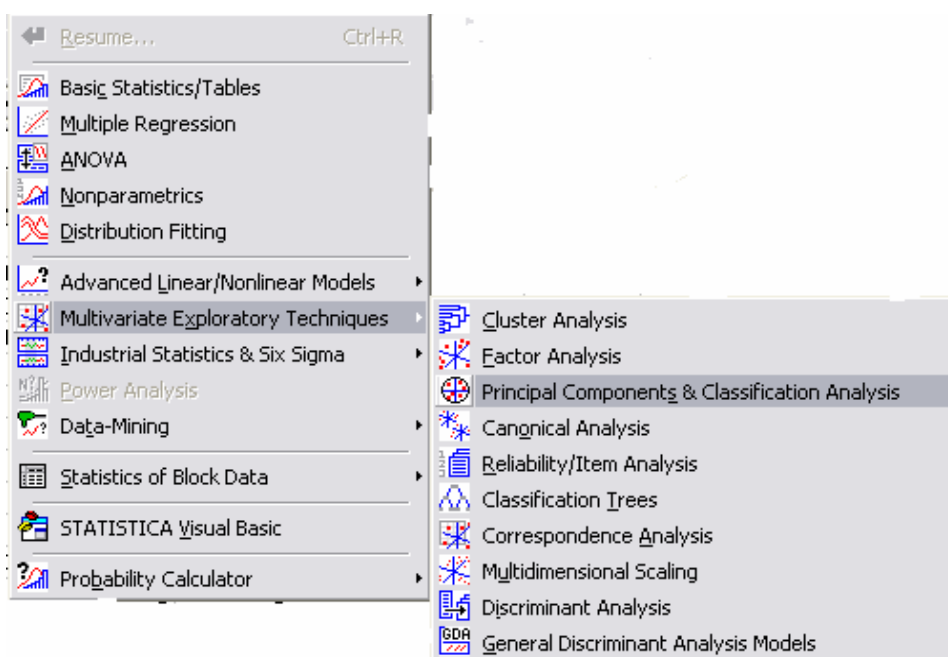 Resume... Ctrl+R
Basic Statistics/Tables
Multiple Regression
ANOVA
Nonparametrics
Distribution Fitting
Advanced Linear/Nonlinear Models
Multivariate Exploratory Techniques
Industrial Statistics & Six Sigma
Power Analysis
Data-Mining
Statistics of Block Data
STATISTICA Visual Basic
Probability Calculator
Cluster Analysis
Factor Analysis
Principal Components & Classification Analysis
Canonical Analysis
Reliability/Item Analysis
Classification Trees
Correspondence Analysis
Multidimensional Scaling
Discriminant Analysis
GDA General Discriminant Analysis Models